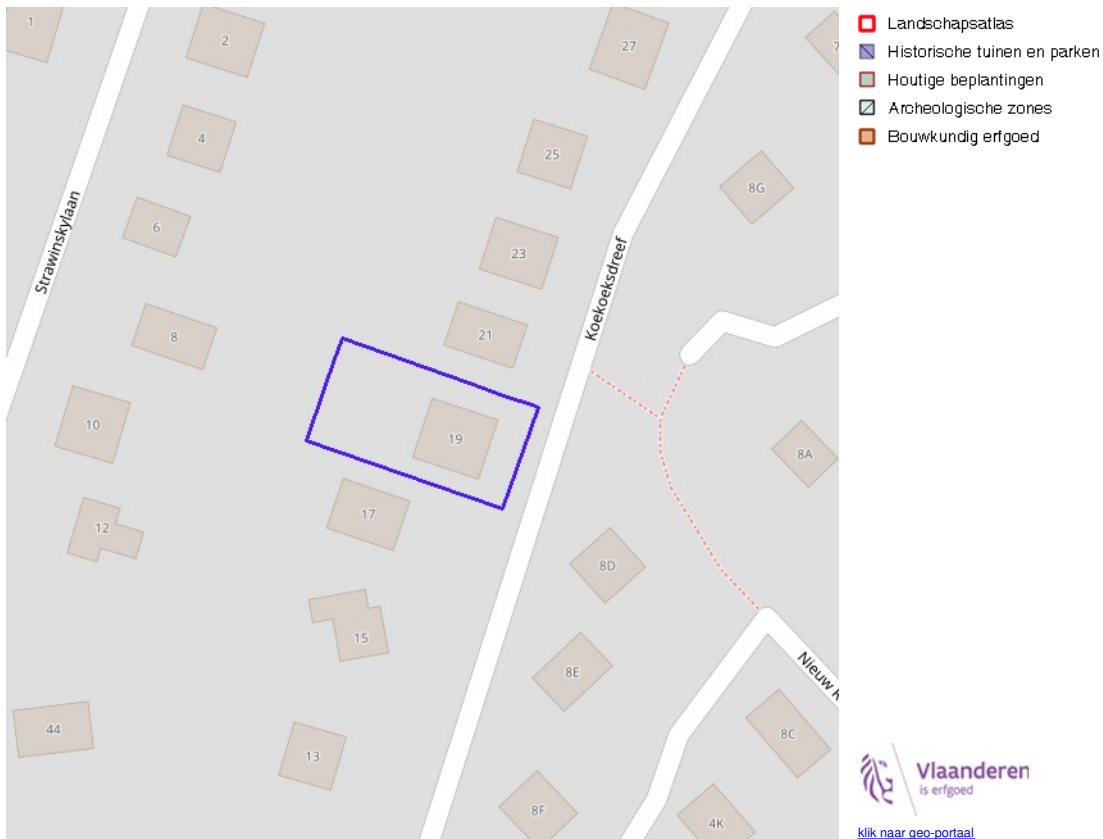 1
2
27
7
4
25
8G
6
Strawinskylaan
23
Koekoeksdreef
8
21
10
19
8A
17
12
8D
15
8E
Nieuw R
44
13
8C
8F
4K
Landschapsatlas
Historische tuinen en parken
Houtige beplantingen
Archeologische zones
Bouwkundig erfgoed
Vlaanderen
is erfgoed
klik naar geo-portaal